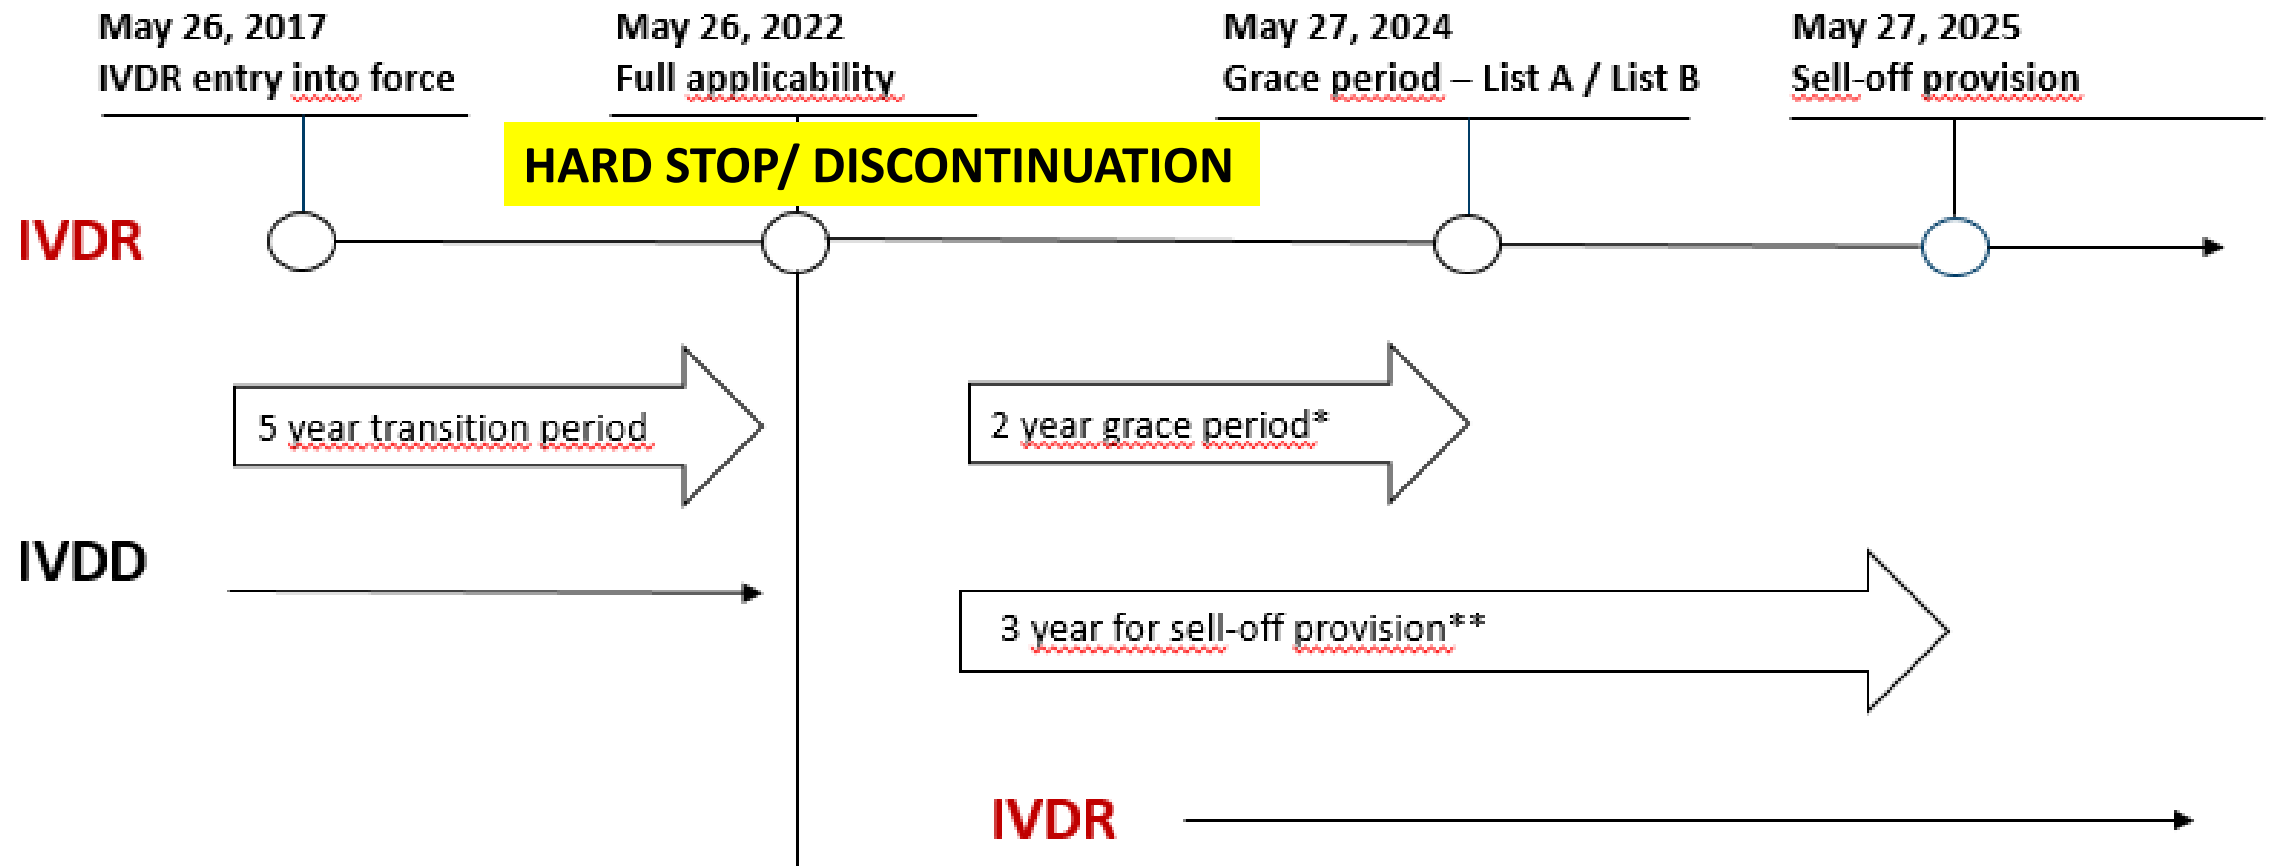 May 26, 2017
IVDR entry into force
May 26, 2022
Full applicability
May 27, 2024
Grace period – List A / List B
May 27, 2025
Sell-off provision
HARD STOP/ DISCONTINUATION
IVDR
5 year transition period
2 year grace period*
IVDD
3 year for sell-off provision**
IVDR